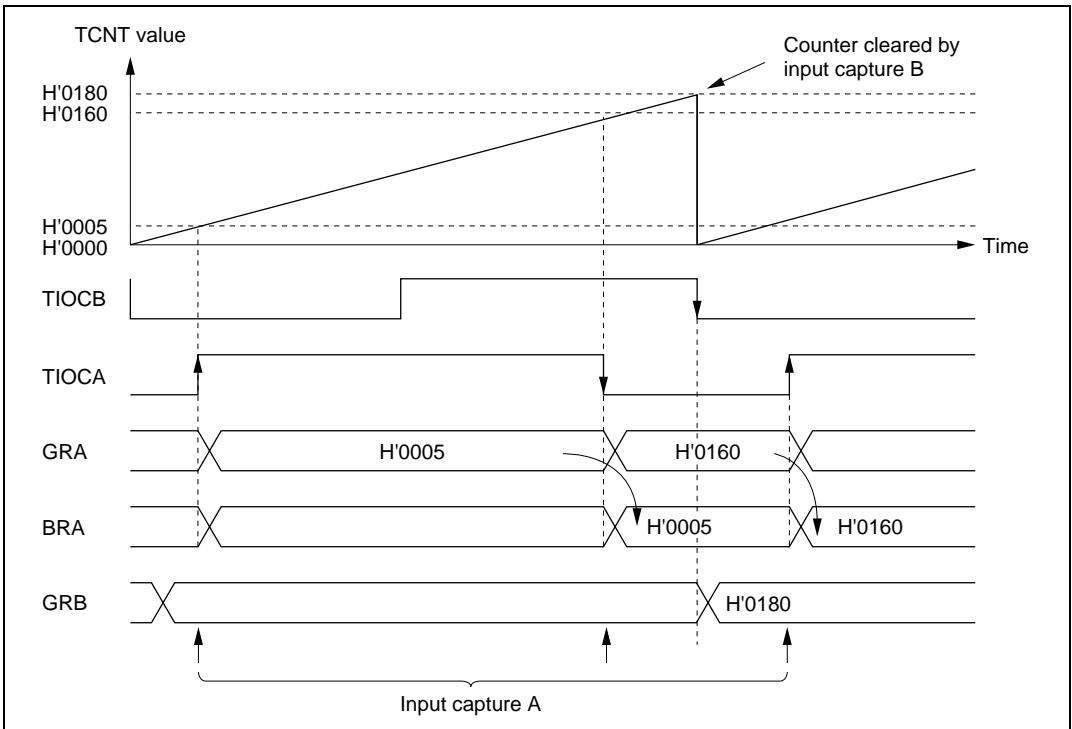 TCNT value
Counter cleared by
input capture B
H'0180
H'0160
H'0005
H'0000
Time
TIOCB
TIOCA
GRA
H'0005
H'0160
BRA
H'0005
H'0160
GRB
H'0180
Input capture A